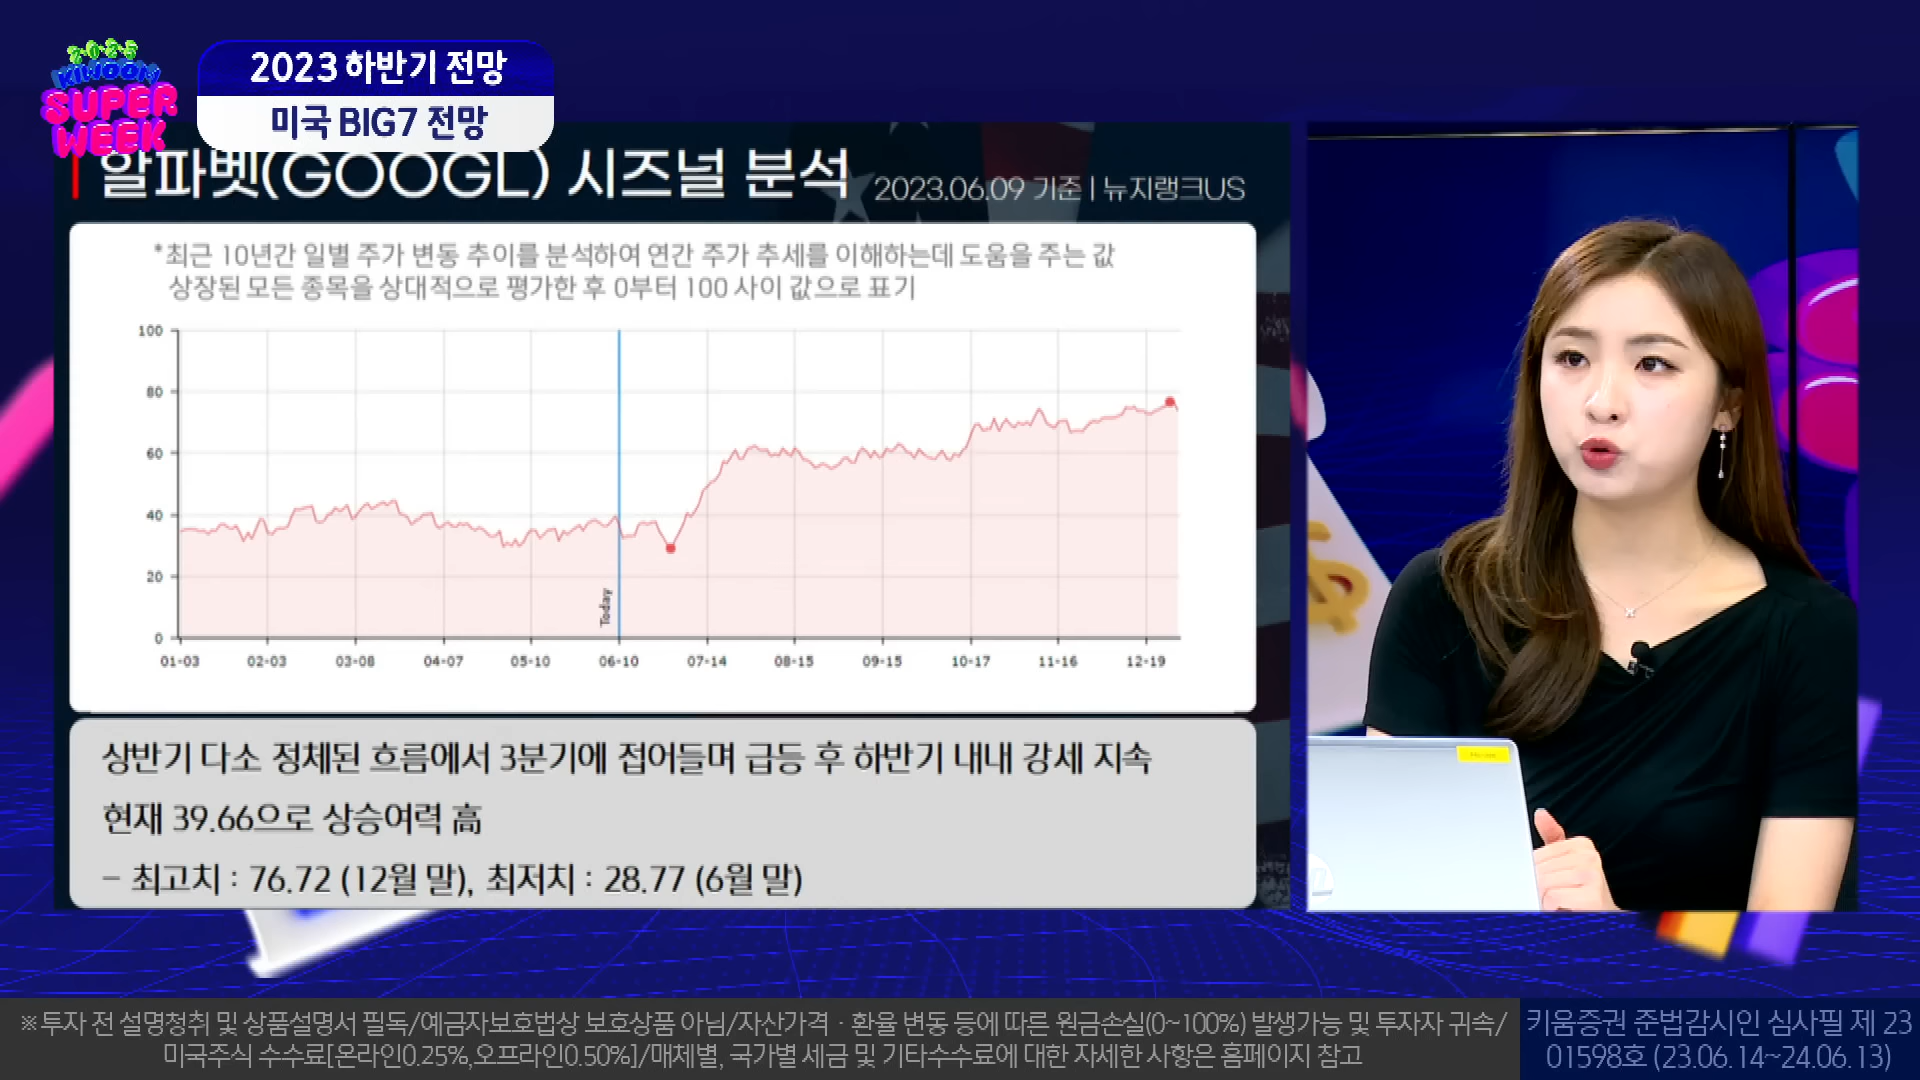 2023
KIWOOM
SUPER
WEEK
2023 하반기 전망
미국 BIG7 전망
알파벳(GOOGL) 시즈널 분석
2023.06.09 기준 | 뉴지랭크US
*최근 10년간 일별 주가 변동 추이를 분석하여 연간 주가 추세를 이해하는데 도움을 주는 값
상장된 모든 종목을 상대적으로 평가한 후 0부터 100 사이 값으로 표기
100
80
60
40
20
0
Today
01-03 02-03 03-08 04-07 05-10 06-10 07-14 08-15 09-15 10-17 11-16 12-19
상반기 다소 정체된 흐름에서 3분기에 접어들며 급등 후 하반기 내내 강세 지속
현재 39.66으로 상승여력 高
- 최고치 : 76.72 (12월 말), 최저치 : 28.77 (6월 말)
※투자 전 설명청취 및 상품설명서 필독/예금자보호법상 보호상품 아님/자산가격 · 환율 변동 등에 따른 원금손실(0~100%) 발생가능 및 투자자 귀속/
미국주식 수수료[온라인0.25%,오프라인0.50%]/매체별, 국가별 세금 및 기타수수료에 대한 자세한 사항은 홈페이지 참고
키움증권 준법감시인 심사필 제 23
01598호 (23.06.14~24.06.13)